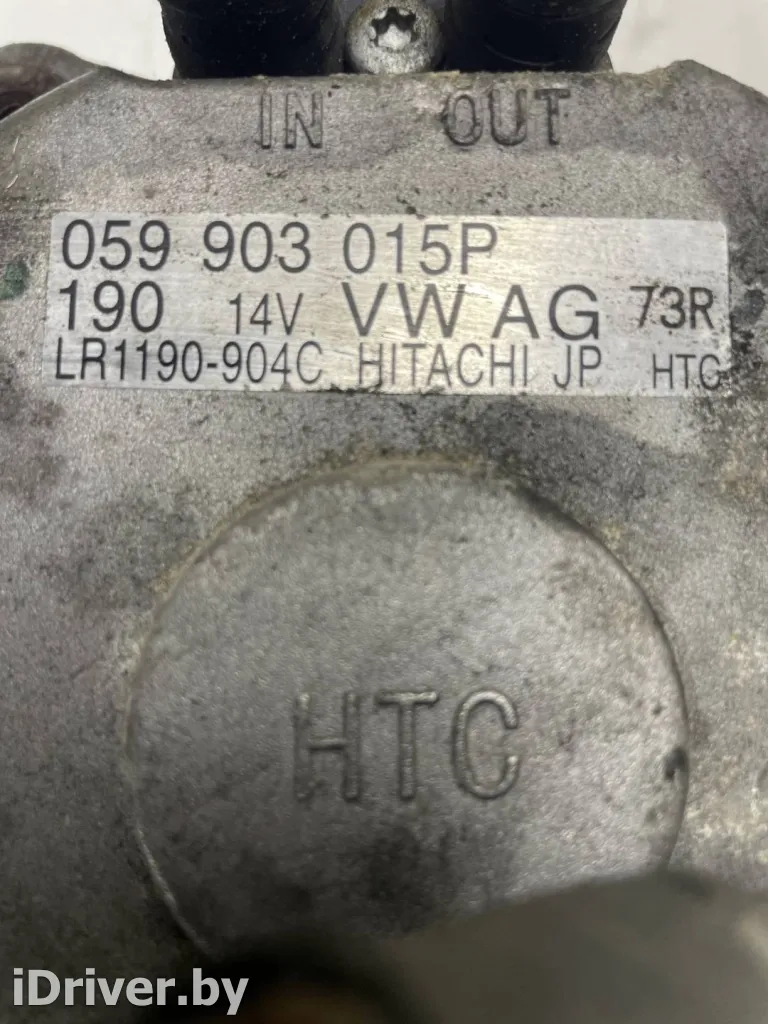 IN OUT
059 903 015P
190 14V VW AG 73R
LR1190-904C HITACHI JP HTC
HTC
iDriver.by